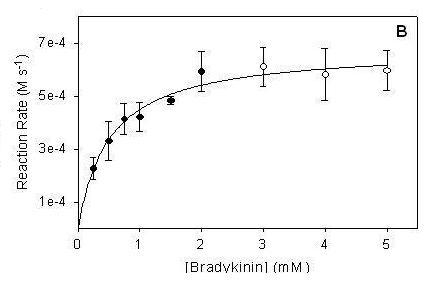 B
7e-4
5e-4
3e-4
1e-4
Reaction Rate (M s-1)
0 1 2 3 4 5
[Bradykinin] (mM)